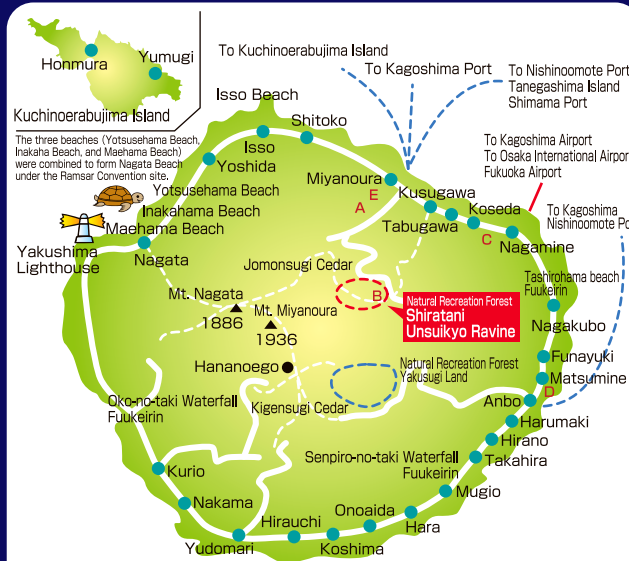 Honmura
Yumugi
Kuchinoerabujima Island
The three beaches (Yotsusehama Beach,
Inakaha Beach, and Maehama Beach)
were combined to form Nagata Beach
under the Ramsar Convention site.
To Kuchinoerabujima Island
To Kagoshima Port
To Nishinoomote Port
Tanegashima Island
Shimama Port
To Kagoshima Airport
To Osaka International Airpor
Fukuoka Airport
To Kagoshima
Nishinoomote Po
Isso Beach
Shitoko
Isso
Yoshida
Miyanoura
E
A
Kusugawa
Tabugawa
Koseda
C
Nagamine
Yotsusehama Beach
Inakahama Beach
Maehama Beach
Yakushima
Lighthouse
Nagata
Jomonsugi Cedar
B
Natural Recreation Forest
Shiratani
Unsuikyo Ravine
Tashirohama beach
Fuukeirin
Nagakubo
Mt. Nagata
1886
Mt. Miyanoura
1936
Hananoego
Natural Recreation Forest
Yakusugi Land
Funayuki
Matsumine
D
Anbo
Kigensugi Cedar
Oko-no-taki Waterfall
Fuukeirin
Harumaki
Hirano
Takahira
Senpiro-no-taki Waterfall
Fuukeirin
Mugio
Kurio
Nakama
Yudomari
Hirauchi
Koshima
Onoaida
Hara